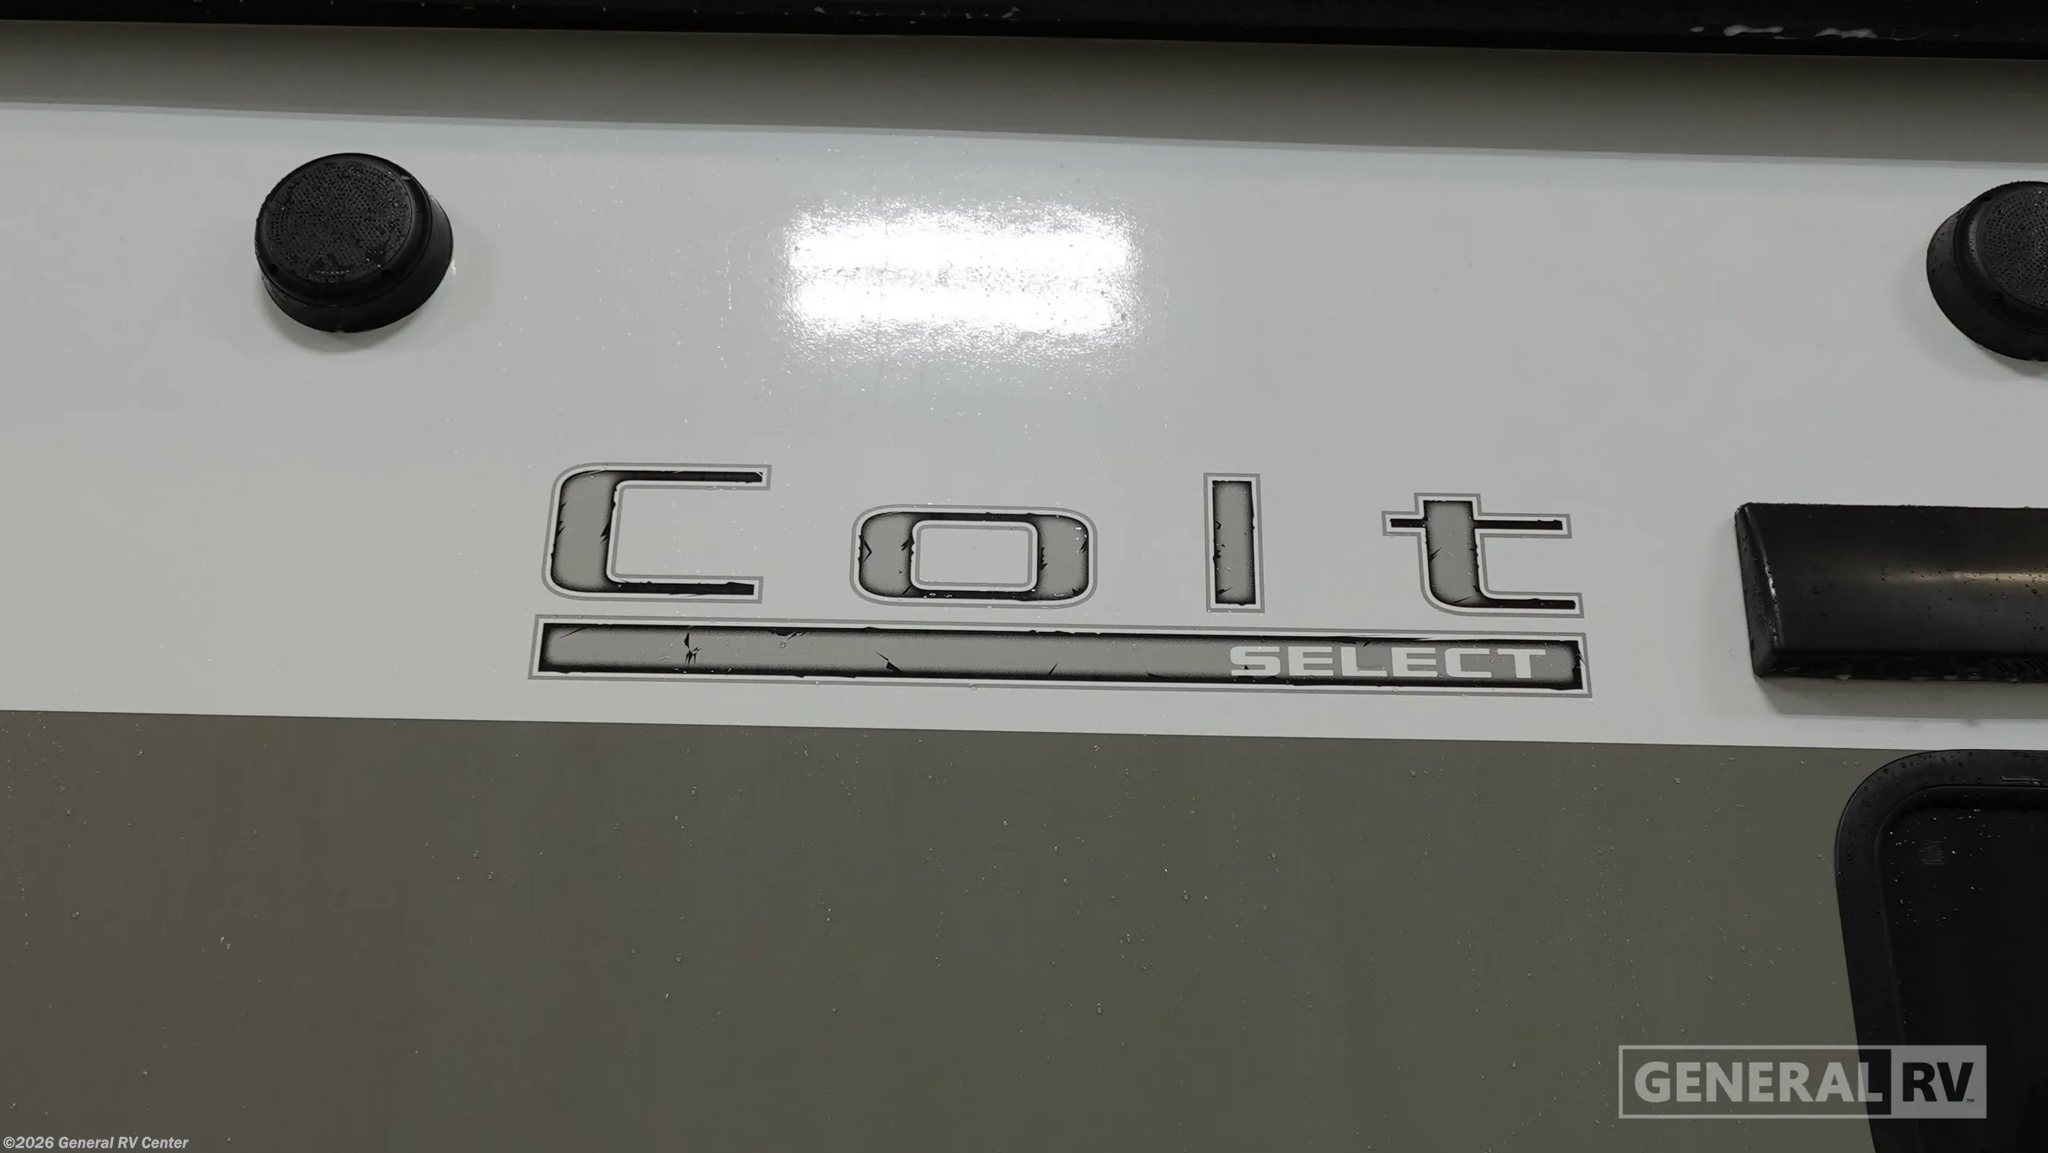 Colt
SELECT
GENERAL RV
©2026 General RV Center